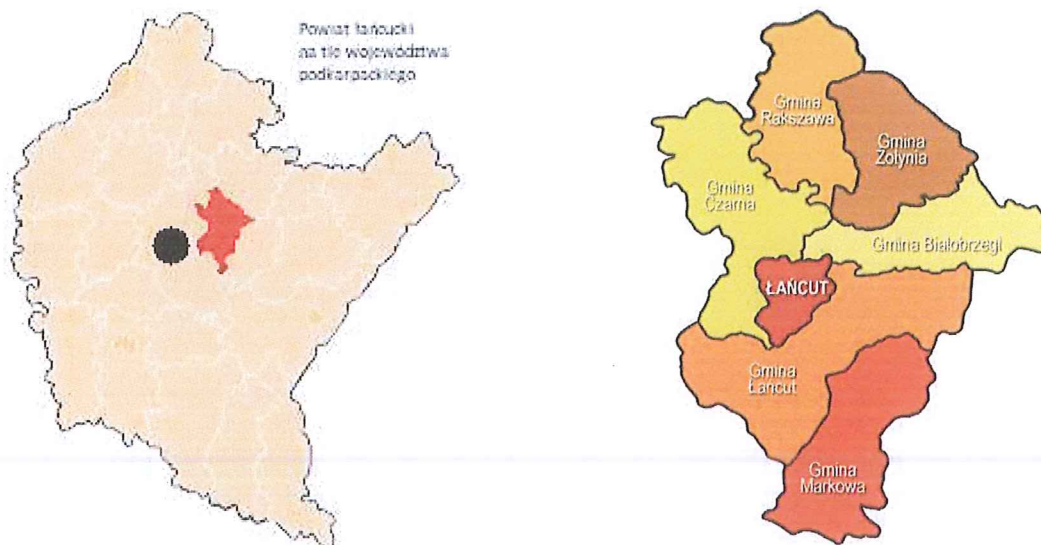 Powiat łańcucki
na tle województwa
podkarpackiego
Gmina
Rakszawa
Gmina
Żołynia
Gmina
Czarna
Gmina Białobrzegi
ŁAŃCUT
Gmina
Łańcut
Gmina
Markowa